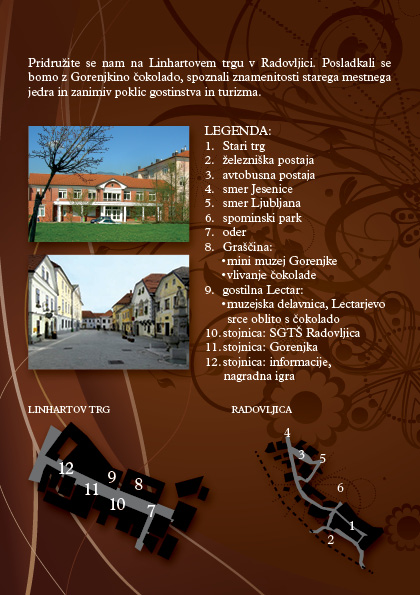 Pridružite se nam na Linhartovem trgu v Radovljici. Posladkali se
bomo z Gorenjkino čokolado, spoznali znamenitosti starega mestnega
jedra in zanimiv poklic gostinstva in turizma.
LEGENDA:
1. Stari trg
2. železniška postaja
3. avtobusna postaja
4. smer Jesenice
5. smer Ljubljana
6. spominski park
7. oder
8. Graščina:
•mini muzej Gorenjke
•vlivanje čokolade
9. gostilna Lectar:
•muzejska delavnica, Lectarjevo
srce oblito s čokolado
10. stojnica: SGTŠ Radovljica
11. stojnica: Gorenjka
12. stojnica: informacije,
nagradna igra
LINHARTOV TRG
12
11
9
10
8
7
RADOVLJICA
4
3
5
6
1
2